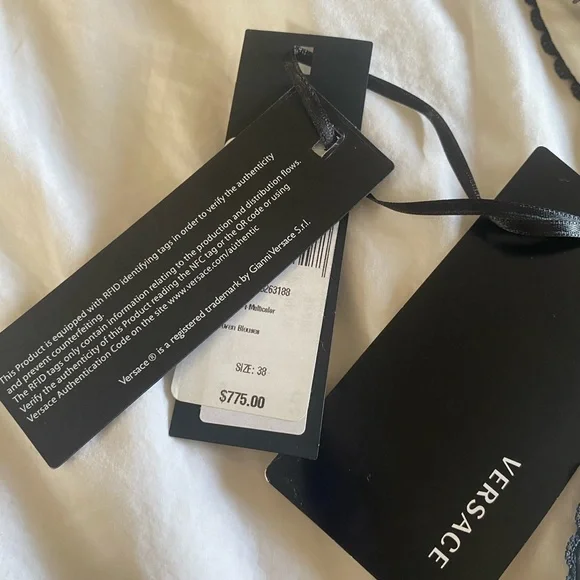 This Product is equipped with RFID identifying tags in order to verify the authenticity
and prevent counterfeiting.
The RFID tags only contain information relating to the production and distribution flows.
Verify the authenticity of this Product reading the NFC tag or the QR code or using
Versace Authentication Code on the site www.versace.com/authentic
Versace ® is a registered trademark by Gianni Versace S.r.l.
263188
Multicolor
Blouses
SIZE: 38
$775.00
VERSACE